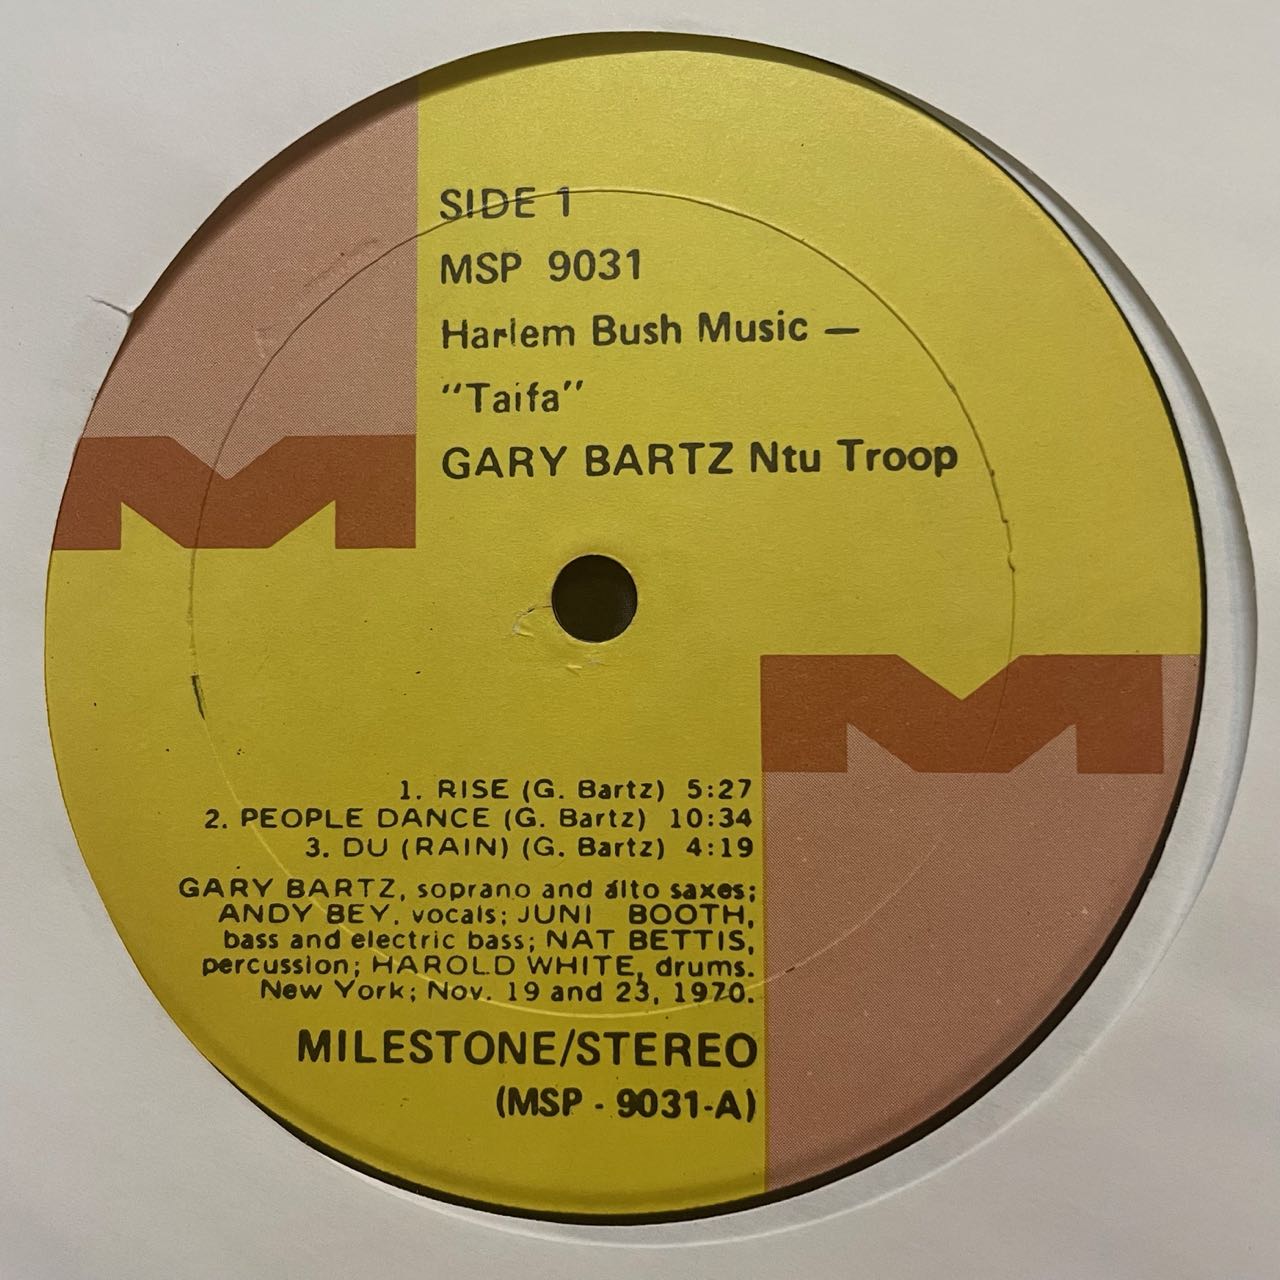 SIDE 1
MSP 9031
Harlem Bush Music —
"Taifa"
GARY BARTZ Ntu Troop
1. RISE (G. Bartz) 5:27
2. PEOPLE DANCE (G. Bartz) 10:34
3. DU (RAIN) (G. Bartz) 4:19
GARY BARTZ, soprano and alto saxes;
ANDY BEY, vocals; JUNI BOOTH,
bass and electric bass; NAT BETTIS,
percussion; HAROLD WHITE, drums.
New York; Nov. 19 and 23, 1970.
MILESTONE/STEREO
(MSP - 9031-A)